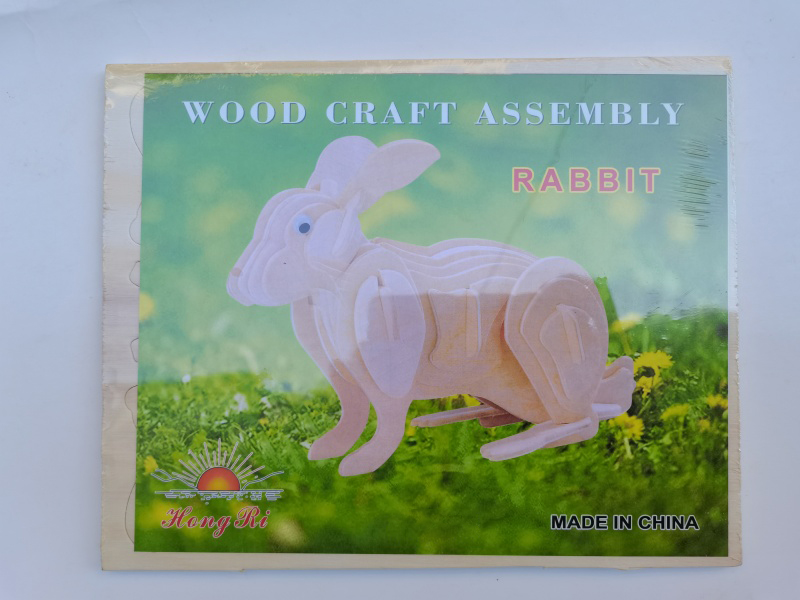 WOOD CRAFT ASSEMBLY
RABBIT
Hong Ri
MADE IN CHINA